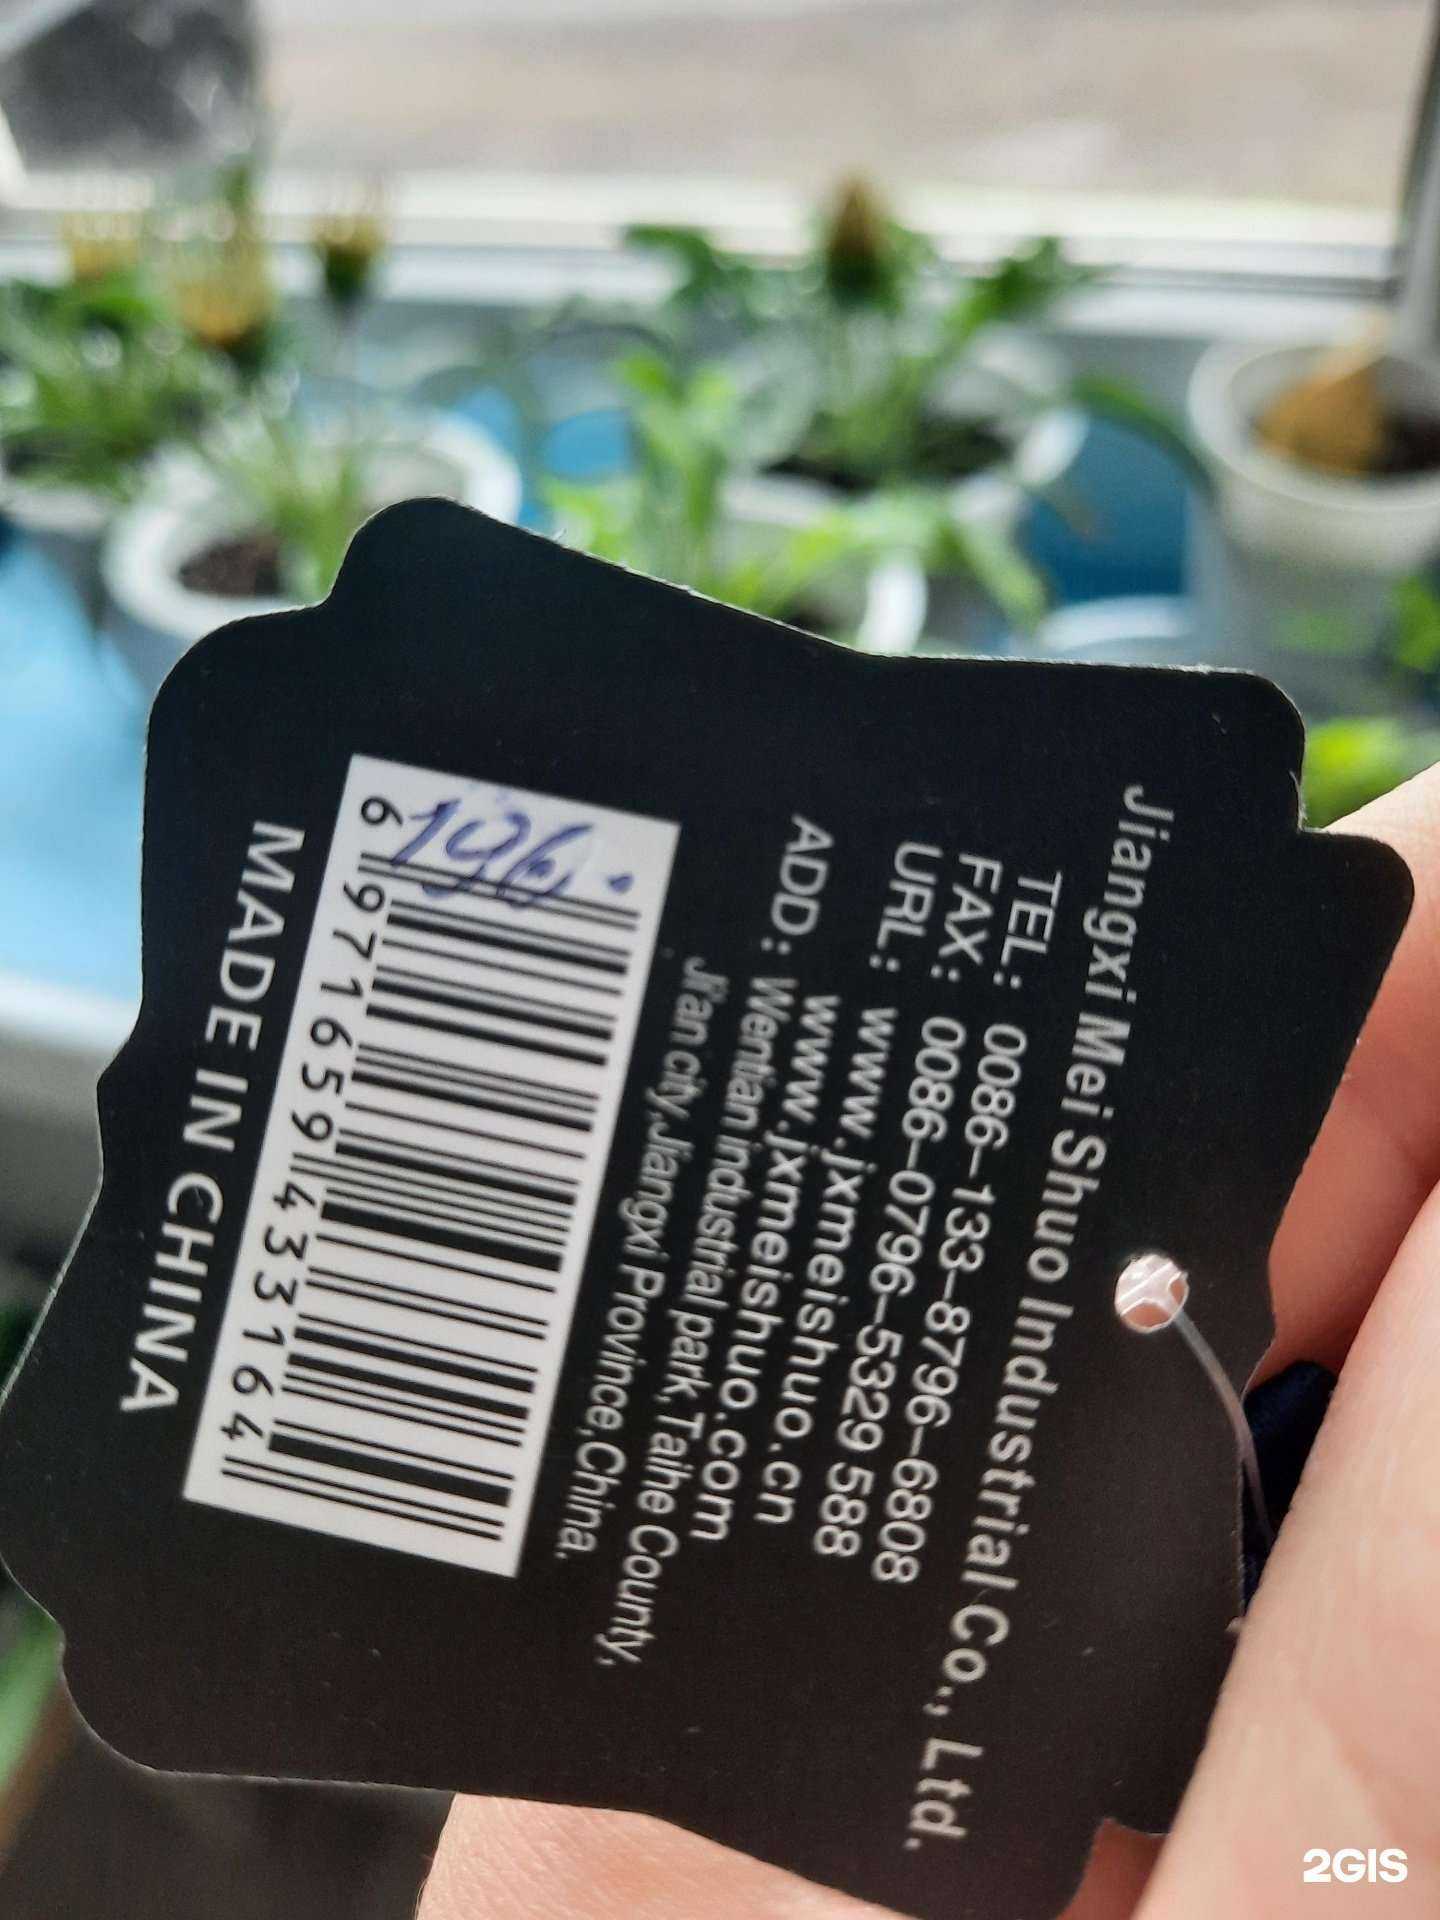 Jiangxi Mei Shuo Industrial Co., Ltd.
TEL: 0086-133-8796-6808
FAX: 0086-0796-5329 588
URL: www.jxmeishuo.cn
www.jxmeishuo.com
ADD: Wentian industrial park, Taihe County,
Ji'an city, Jiangxi Province, China.
196.
6 971659 433164
MADE IN CHINA
2GIS